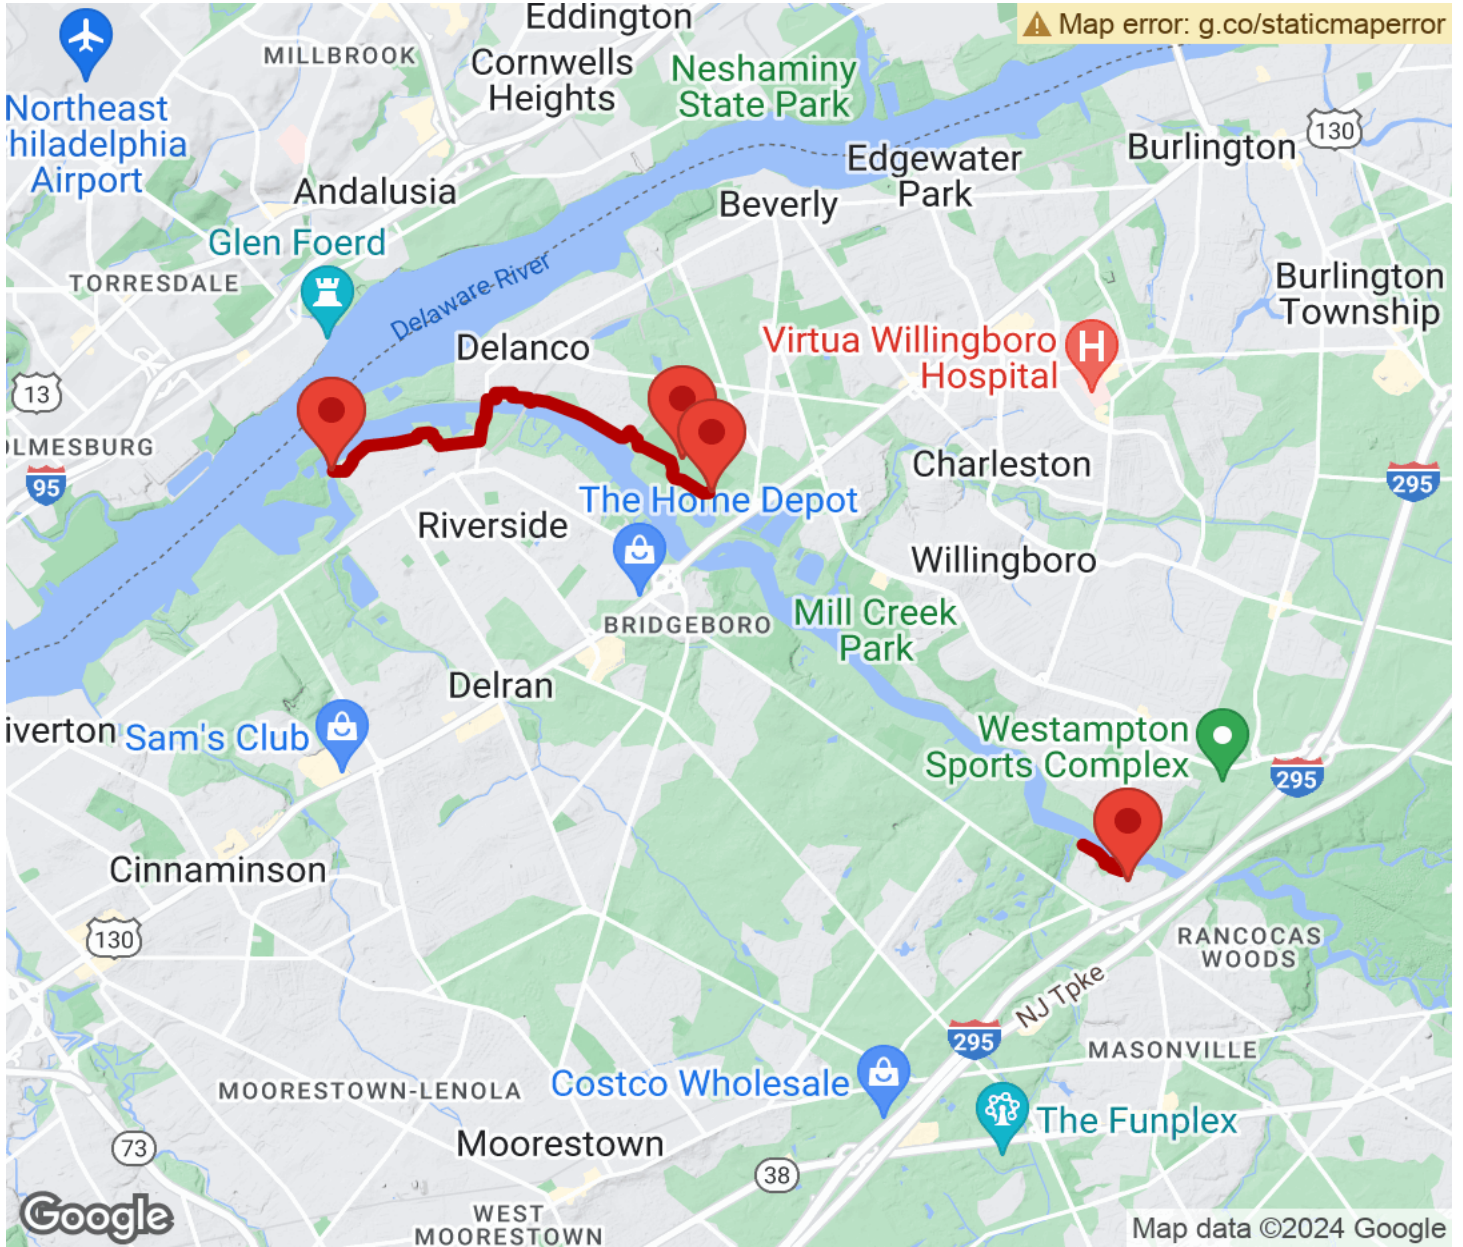 Eddington
Map error: g.co/staticmaperror
MILLBROOK
Cornwells
Heights
Neshaminy
State Park
Northeast
hiladelphia
Airport
130
Burlington
Edgewater
Park
Andalusia
Beverly
Glen Foerd
TORRESDALE
Delaware River
Burlington
Township
Delanco
Virtua Willingboro
Hospital
H
13
OLMESBURG
95
Charleston
295
The Home Depot
Riverside
Willingboro
BRIDGEBORO
Mill Creek
Park
Delran
iverton
Sam's Club
Westampton
Sports Complex
295
Cinnaminson
130
RANCOCAS
WOODS
NJ Tpke
295
MASONVILLE
MOORESTOWN-LENOLA
Costco Wholesale
The Funplex
Moorestown
73
38
WEST
MOORESTOWN
Google
Map data ©2024 Google